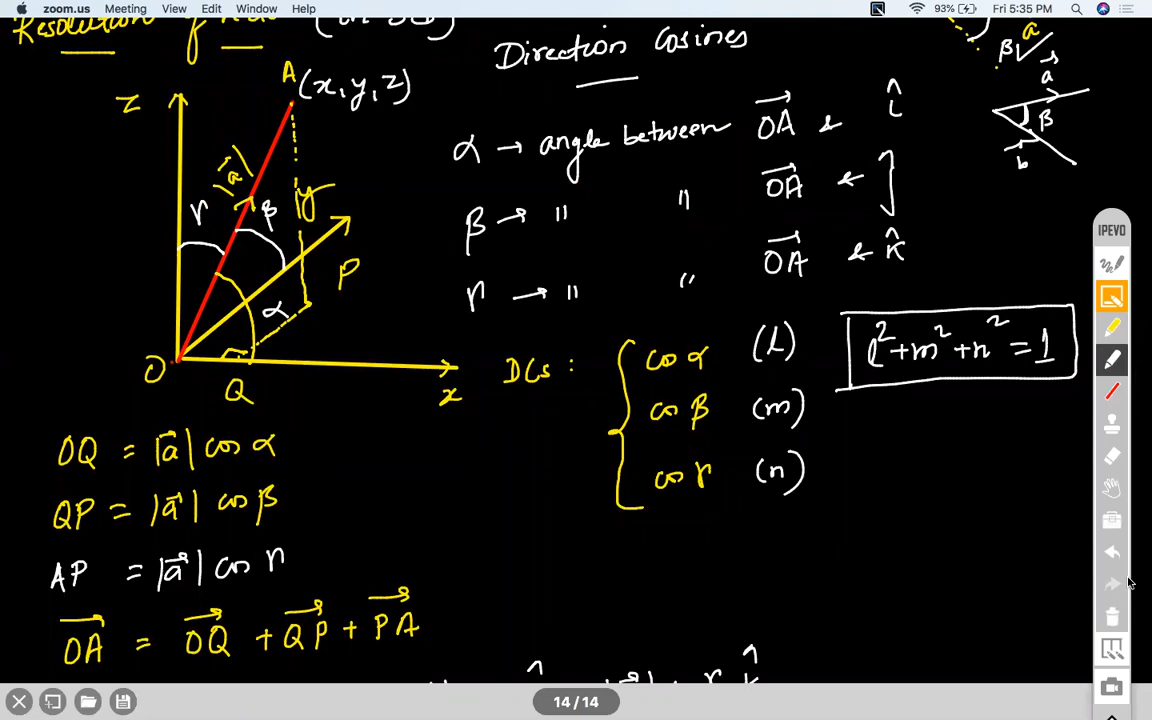 zoom.us Meeting View Edit Window Help
93% Fri 5:35 PM
Resolution of
Direction Cosines
A (x, y, z)
z
|a⃗|
γ
β
y
P
α
O
Q
x
α → angle between OA⃗ & î
β → " " OA⃗ & ĵ
γ → " " OA⃗ & k̂
DCs : { cos α (l)
cos β (m)
cos γ (n)
l² + m² + n² = 1
a
β
a
β
b
OQ = |a⃗| cos α
QP = |a⃗| cos β
AP = |a⃗| cos γ
OA⃗ = OQ⃗ + QP⃗ + PA⃗
IPEVO
14 / 14